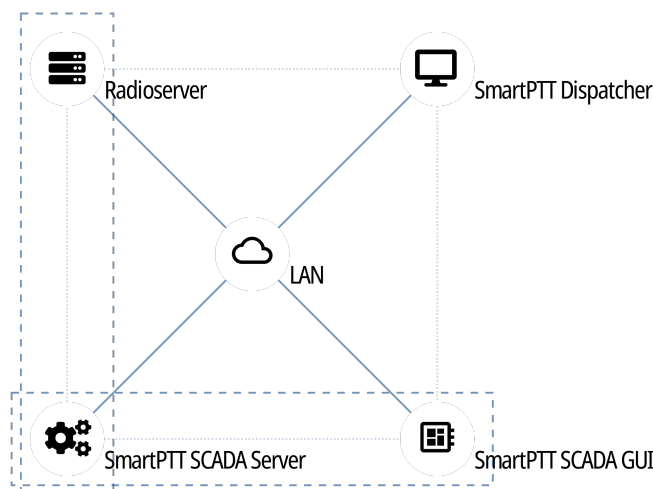 Radioserver
SmartPTT Dispatcher
LAN
SmartPTT SCADA Server
SmartPTT SCADA GUI